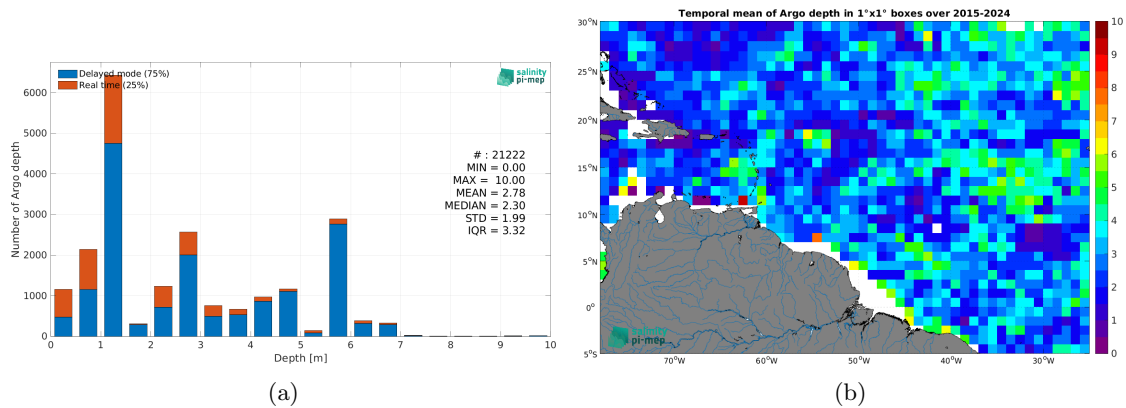 Delayed mode (75%)
Real time (25%)
salinity
pi-mep
6000
5000
4000
3000
2000
1000
0
Number of Argo depth
# : 21222
MIN = 0.00
MAX = 10.00
MEAN = 2.78
MEDIAN = 2.30
STD = 1.99
IQR = 3.32
0 1 2 3 4 5 6 7 8 9 10
Depth [m]
(a)
Temporal mean of Argo depth in 1°x1° boxes over 2015-2024
30°N
25°N
20°N
15°N
10°N
5°N
0°
5°S
70°W 60°W 50°W 40°W 30°W
salinity
pi-mep
10
9
8
7
6
5
4
3
2
1
0
(b)